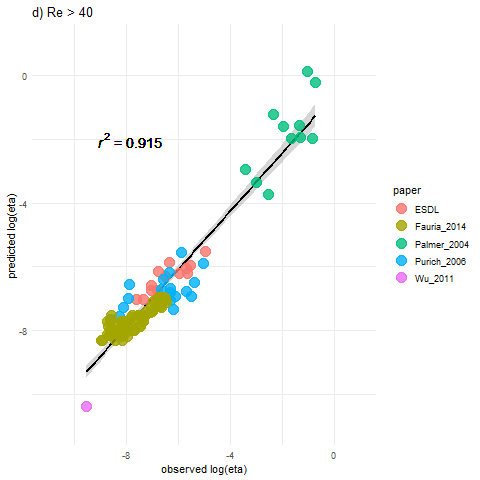 d) Re > 40
r² = 0.915
0
-4
-8
predicted log(eta)
-8
-4
0
observed log(eta)
paper
ESDL
Fauria_2014
Palmer_2004
Purich_2006
Wu_2011